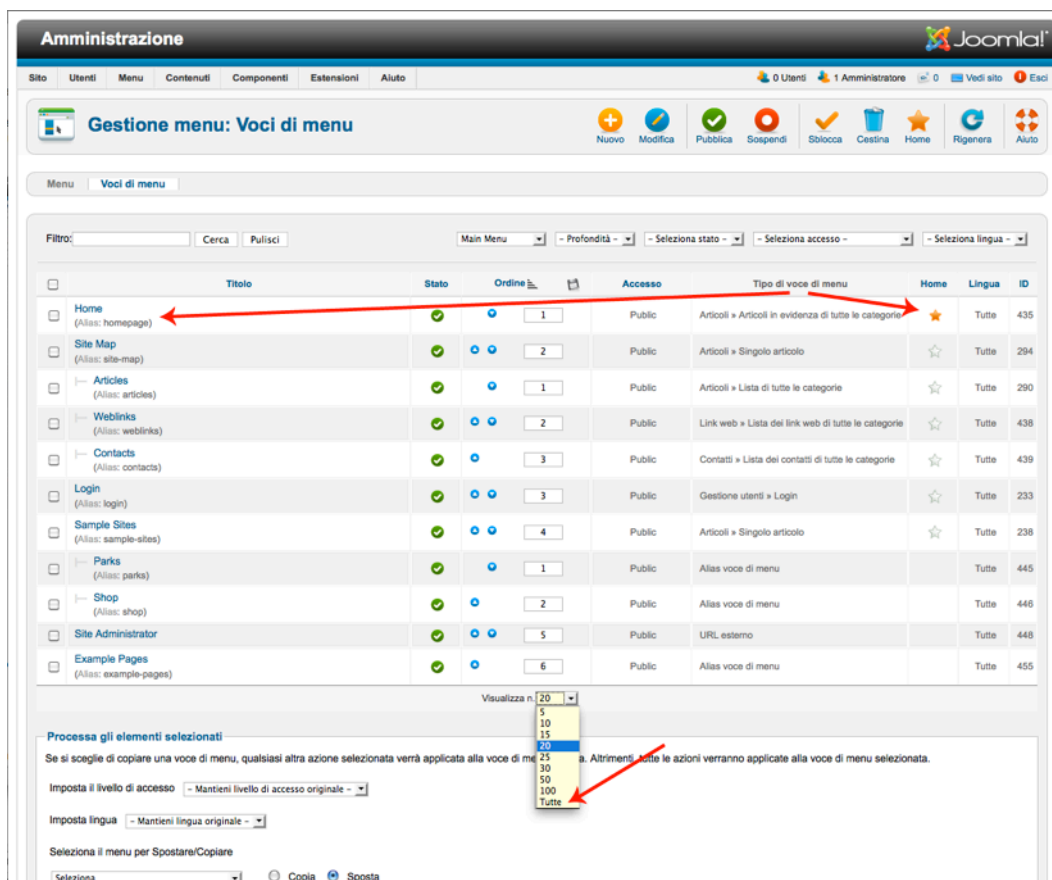 Amministrazione
Joomla!
Sito Utenti Menu Contenuti Componenti Estensioni Aiuto 0 Utenti 1 Amministratore 0 Vedi sito Esci
Gestione menu: Voci di menu
Nuovo Modifica Pubblica Sospendi Sblocca Cestina Home Rigenera Aiuto
Menu Voci di menu
Filtro: Cerca Pulisci Main Menu - Profondità - - Seleziona stato - - Seleziona accesso - - Seleziona lingua -
Titolo Stato Ordine Accesso Tipo di voce di menu Home Lingua ID
Home
(Alias: homepage)
1 Public Articoli » Articoli in evidenza di tutte le categorie Tutte 435
Site Map
(Alias: site-map)
2 Public Articoli » Singolo articolo Tutte 294
Articles
(Alias: articles)
1 Public Articoli » Lista di tutte le categorie Tutte 290
Weblinks
(Alias: weblinks)
2 Public Link web » Lista dei link web di tutte le categorie Tutte 438
Contacts
(Alias: contacts)
3 Public Contatti » Lista dei contatti di tutte le categorie Tutte 439
Login
(Alias: login)
3 Public Gestione utenti » Login Tutte 233
Sample Sites
(Alias: sample-sites)
4 Public Articoli » Singolo articolo Tutte 238
Parks
(Alias: parks)
1 Public Alias voce di menu Tutte 445
Shop
(Alias: shop)
2 Public Alias voce di menu Tutte 446
Site Administrator 5 Public URL esterno Tutte 448
Example Pages
(Alias: example-pages)
6 Public Alias voce di menu Tutte 455
Visualizza n. 20
5
10
15
20
25
30
50
100
Tutte
Processa gli elementi selezionati
Se si sceglie di copiare una voce di menu, qualsiasi altra azione selezionata verrà applicata alla voce di me a. Altrimenti, tutte le azioni verranno applicate alla voce di menu selezionata.
Imposta il livello di accesso - Mantieni livello di accesso originale -
Imposta lingua - Mantieni lingua originale -
Seleziona il menu per Spostare/Copiare
Seleziona Copia Sposta